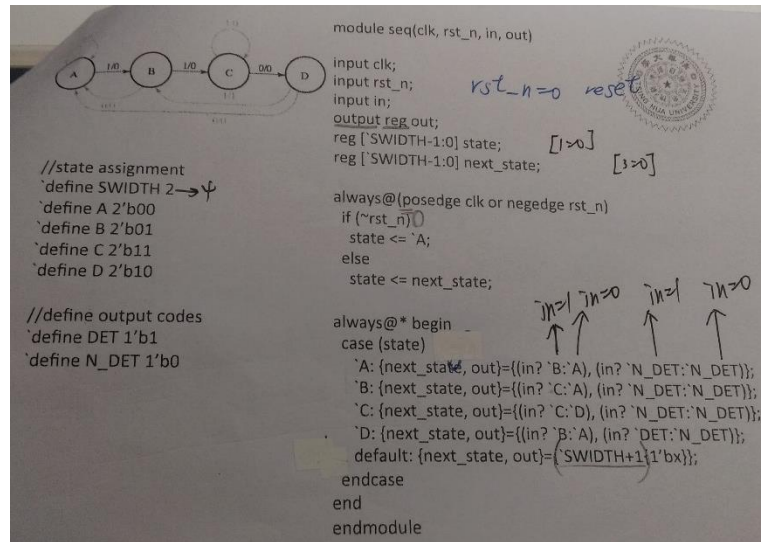 A 1/0 B 1/0 C 0/0 D
//state assignment
`define SWIDTH 2
`define A 2'b00
`define B 2'b01
`define C 2'b11
`define D 2'b10
//define output codes
`define DET 1'b1
`define N_DET 1'b0
module seq(clk, rst_n, in, out)
input clk;
input rst_n;
rst_n=0 reset
input in;
output reg out;
reg [`SWIDTH-1:0] state;
[1:0]
reg [`SWIDTH-1:0] next_state;
[3:0]
always@(posedge clk or negedge rst_n)
if (~rst_n)
state <= `A;
else
state <= next_state;
in=1 in=0 in=1 in=0
always@* begin
case (state)
`A: {next_state, out}={(in? `B:`A), (in? `N_DET:`N_DET)};
`B: {next_state, out}={(in? `C:`A), (in? `N_DET:`N_DET)};
`C: {next_state, out}={(in? `C:`D), (in? `N_DET:`N_DET)};
`D: {next_state, out}={(in? `B:`A), (in? `DET:`N_DET)};
default: {next_state, out}={`SWIDTH+1{1'bx}};
endcase
end
endmodule